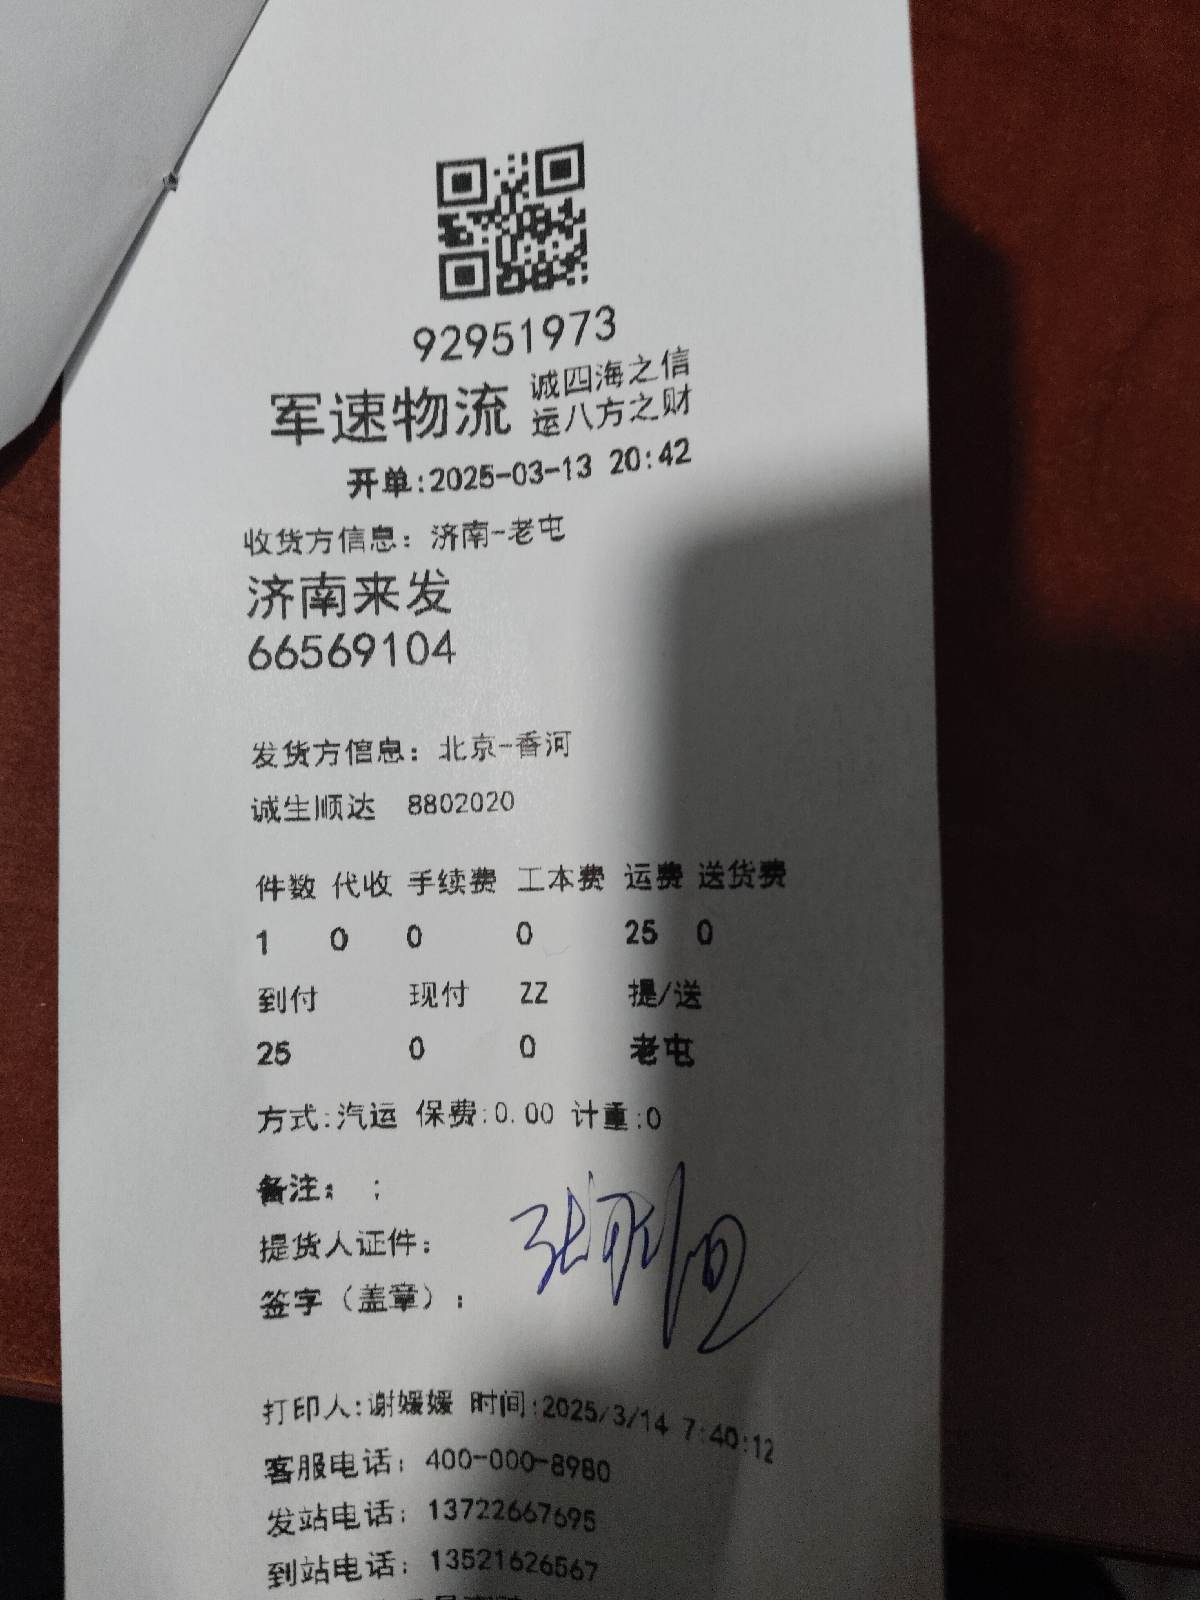 92951973
军速物流 诚四海之信
运八方之财
开单:2025-03-13 20:42
收货方信息: 济南-老屯
济南来发
66569104
发货方信息: 北京-香河
诚生顺达 8802020
件数 代收 手续费 工本费 运费 送货费
1 0 0 0 25 0
到付 现付 ZZ 提/送
25 0 0 老屯
方式:汽运 保费:0.00 计重:0
备注: ;
提货人证件:
签字（盖章）:
打印人:谢媛媛 时间:2025/3/14 7:40:12
客服电话: 400-000-8980
发站电话: 13722667695
到站电话: 13521626567